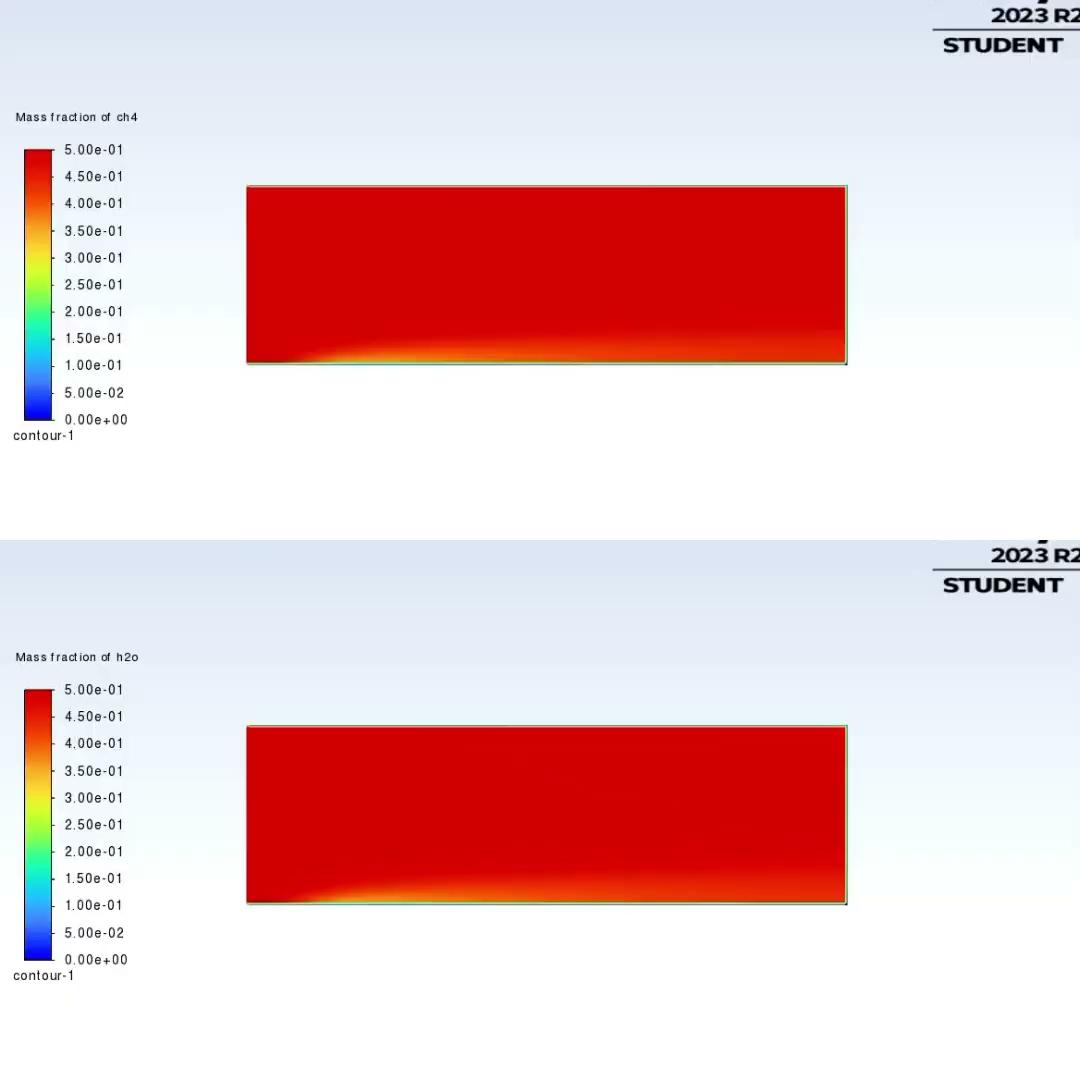 2023 R2
STUDENT
Mass fraction of ch4
5.00e-01
4.50e-01
4.00e-01
3.50e-01
3.00e-01
2.50e-01
2.00e-01
1.50e-01
1.00e-01
5.00e-02
0.00e+00
contour-1
2023 R2
STUDENT
Mass fraction of h2o
5.00e-01
4.50e-01
4.00e-01
3.50e-01
3.00e-01
2.50e-01
2.00e-01
1.50e-01
1.00e-01
5.00e-02
0.00e+00
contour-1